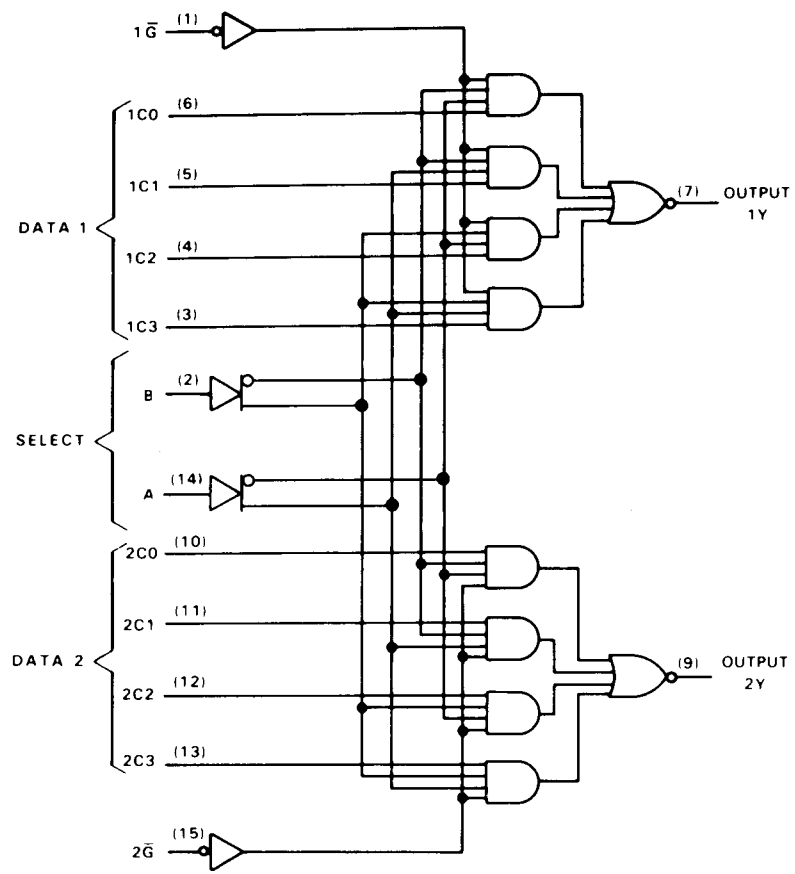 1G̅ (1)
1C0 (6)
1C1 (5)
DATA 1
1C2 (4)
1C3 (3)
(7) OUTPUT
1Y
B (2)
SELECT
A (14)
2C0 (10)
2C1 (11)
DATA 2
2C2 (12)
2C3 (13)
(9) OUTPUT
2Y
2G̅ (15)